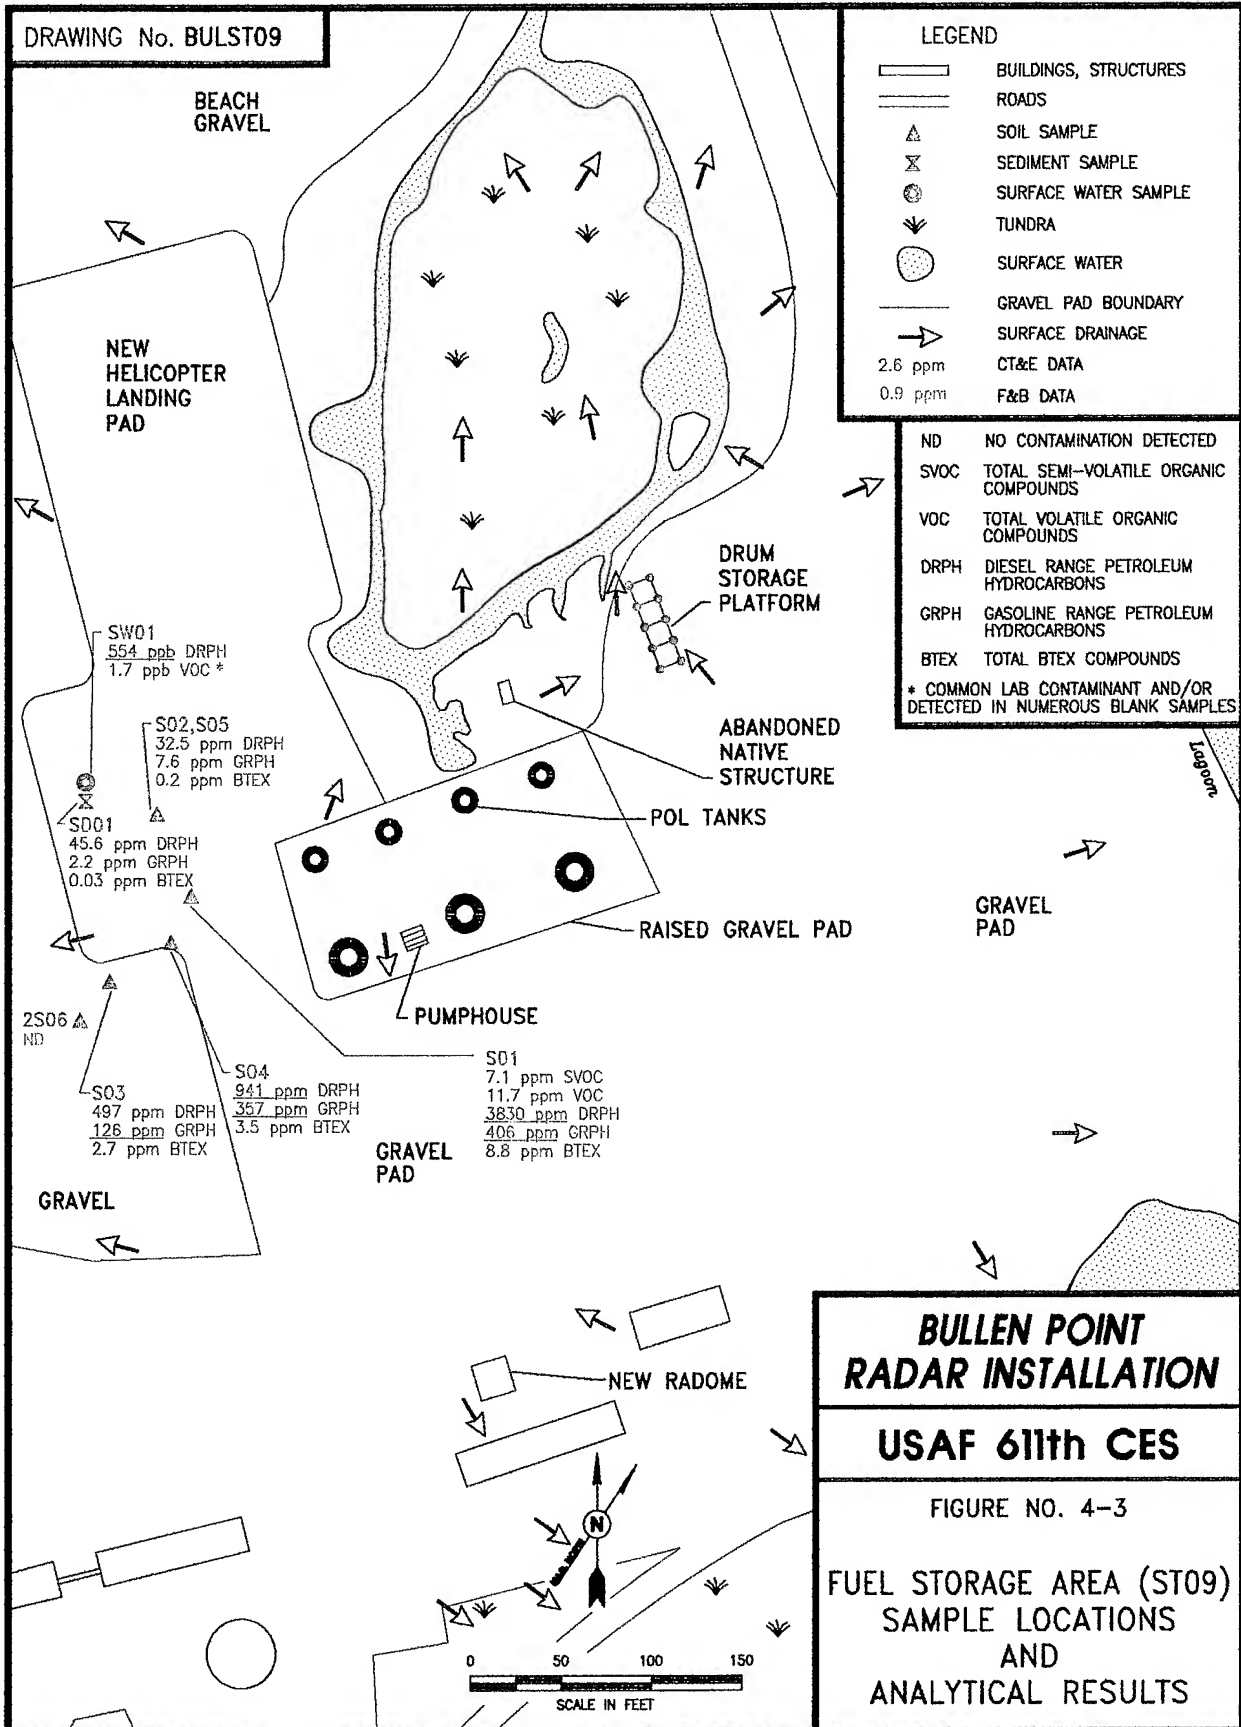 DRAWING No. BULST09
BEACH
GRAVEL
LEGEND
BUILDINGS, STRUCTURES
ROADS
SOIL SAMPLE
SEDIMENT SAMPLE
SURFACE WATER SAMPLE
TUNDRA
SURFACE WATER
GRAVEL PAD BOUNDARY
SURFACE DRAINAGE
2.6 ppm CT&E DATA
0.9 ppm F&B DATA
ND NO CONTAMINATION DETECTED
SVOC TOTAL SEMI-VOLATILE ORGANIC
COMPOUNDS
VOC TOTAL VOLATILE ORGANIC
COMPOUNDS
DRPH DIESEL RANGE PETROLEUM
HYDROCARBONS
GRPH GASOLINE RANGE PETROLEUM
HYDROCARBONS
BTEX TOTAL BTEX COMPOUNDS
* COMMON LAB CONTAMINANT AND/OR
DETECTED IN NUMEROUS BLANK SAMPLES
NEW
HELICOPTER
LANDING
PAD
DRUM
STORAGE
PLATFORM
SW01
554 ppb DRPH
1.7 ppb VOC *
S02,S05
32.5 ppm DRPH
7.6 ppm GRPH
0.2 ppm BTEX
ABANDONED
NATIVE
STRUCTURE
Lagoon
POL TANKS
SD01
45.6 ppm DRPH
2.2 ppm GRPH
0.03 ppm BTEX
RAISED GRAVEL PAD
GRAVEL
PAD
PUMPHOUSE
2S06
ND
S03
497 ppm DRPH
126 ppm GRPH
2.7 ppm BTEX
S04
941 ppm DRPH
357 ppm GRPH
3.5 ppm BTEX
S01
7.1 ppm SVOC
11.7 ppm VOC
3830 ppm DRPH
406 ppm GRPH
8.8 ppm BTEX
GRAVEL
PAD
GRAVEL
NEW RADOME
N
0 50 100 150
SCALE IN FEET
BULLEN POINT
RADAR INSTALLATION
USAF 611th CES
FIGURE NO. 4-3
FUEL STORAGE AREA (ST09)
SAMPLE LOCATIONS
AND
ANALYTICAL RESULTS